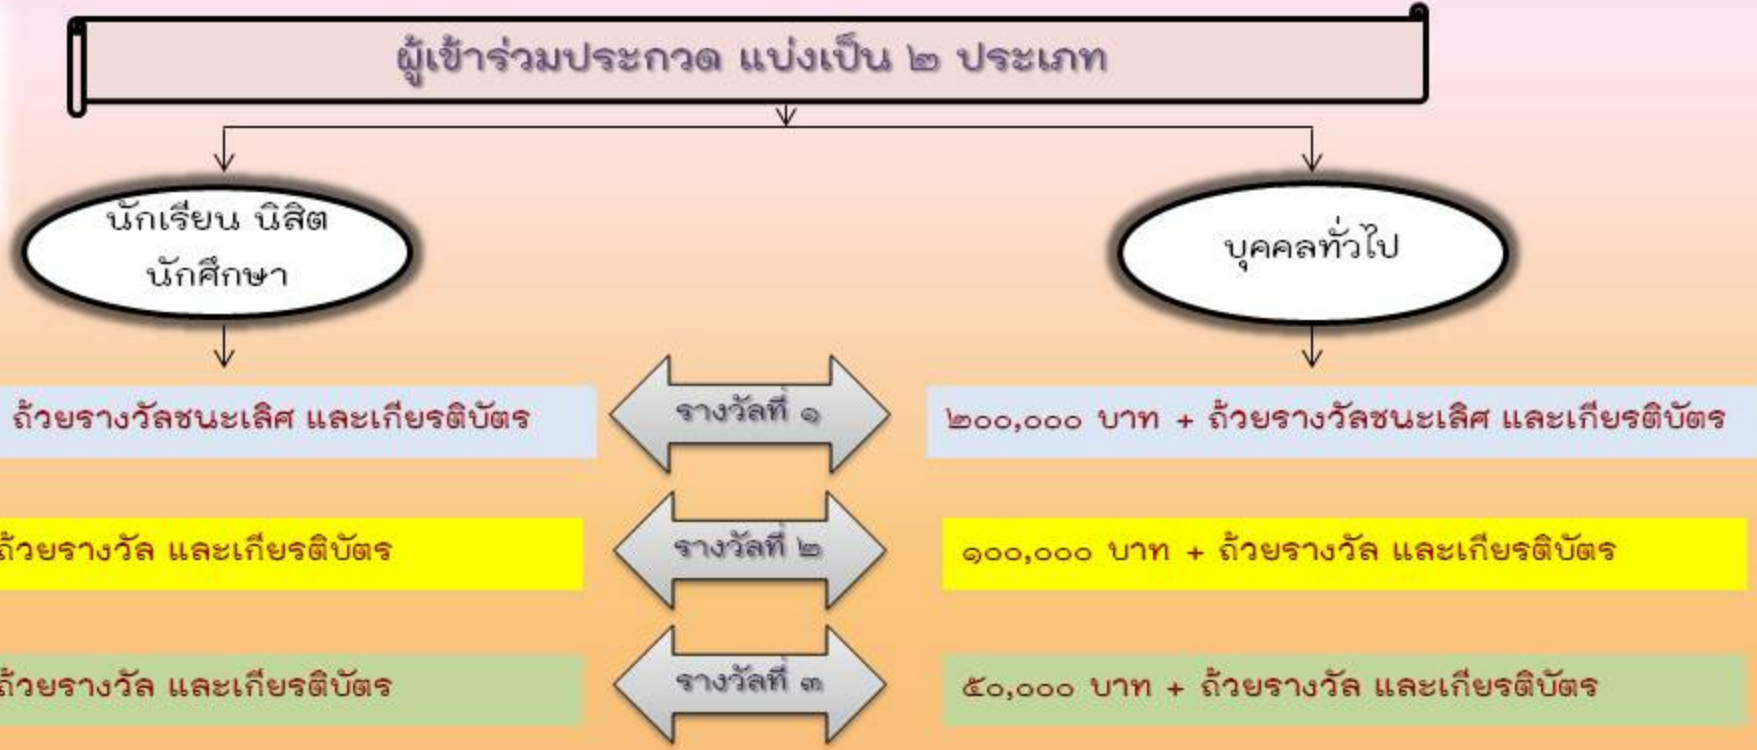 ผู้เข้าร่วมประกวด แบ่งเป็น ๒ ประเภท
นักเรียน นิสิต
นักศึกษา
บุคคลทั่วไป
ถ้วยรางวัลชนะเลิศ และเกียรติบัตร
รางวัลที่ ๑
๒๐๐,๐๐๐ บาท + ถ้วยรางวัลชนะเลิศ และเกียรติบัตร
ถ้วยรางวัล และเกียรติบัตร
รางวัลที่ ๒
๑๐๐,๐๐๐ บาท + ถ้วยรางวัล และเกียรติบัตร
ถ้วยรางวัล และเกียรติบัตร
รางวัลที่ ๓
๕๐,๐๐๐ บาท + ถ้วยรางวัล และเกียรติบัตร